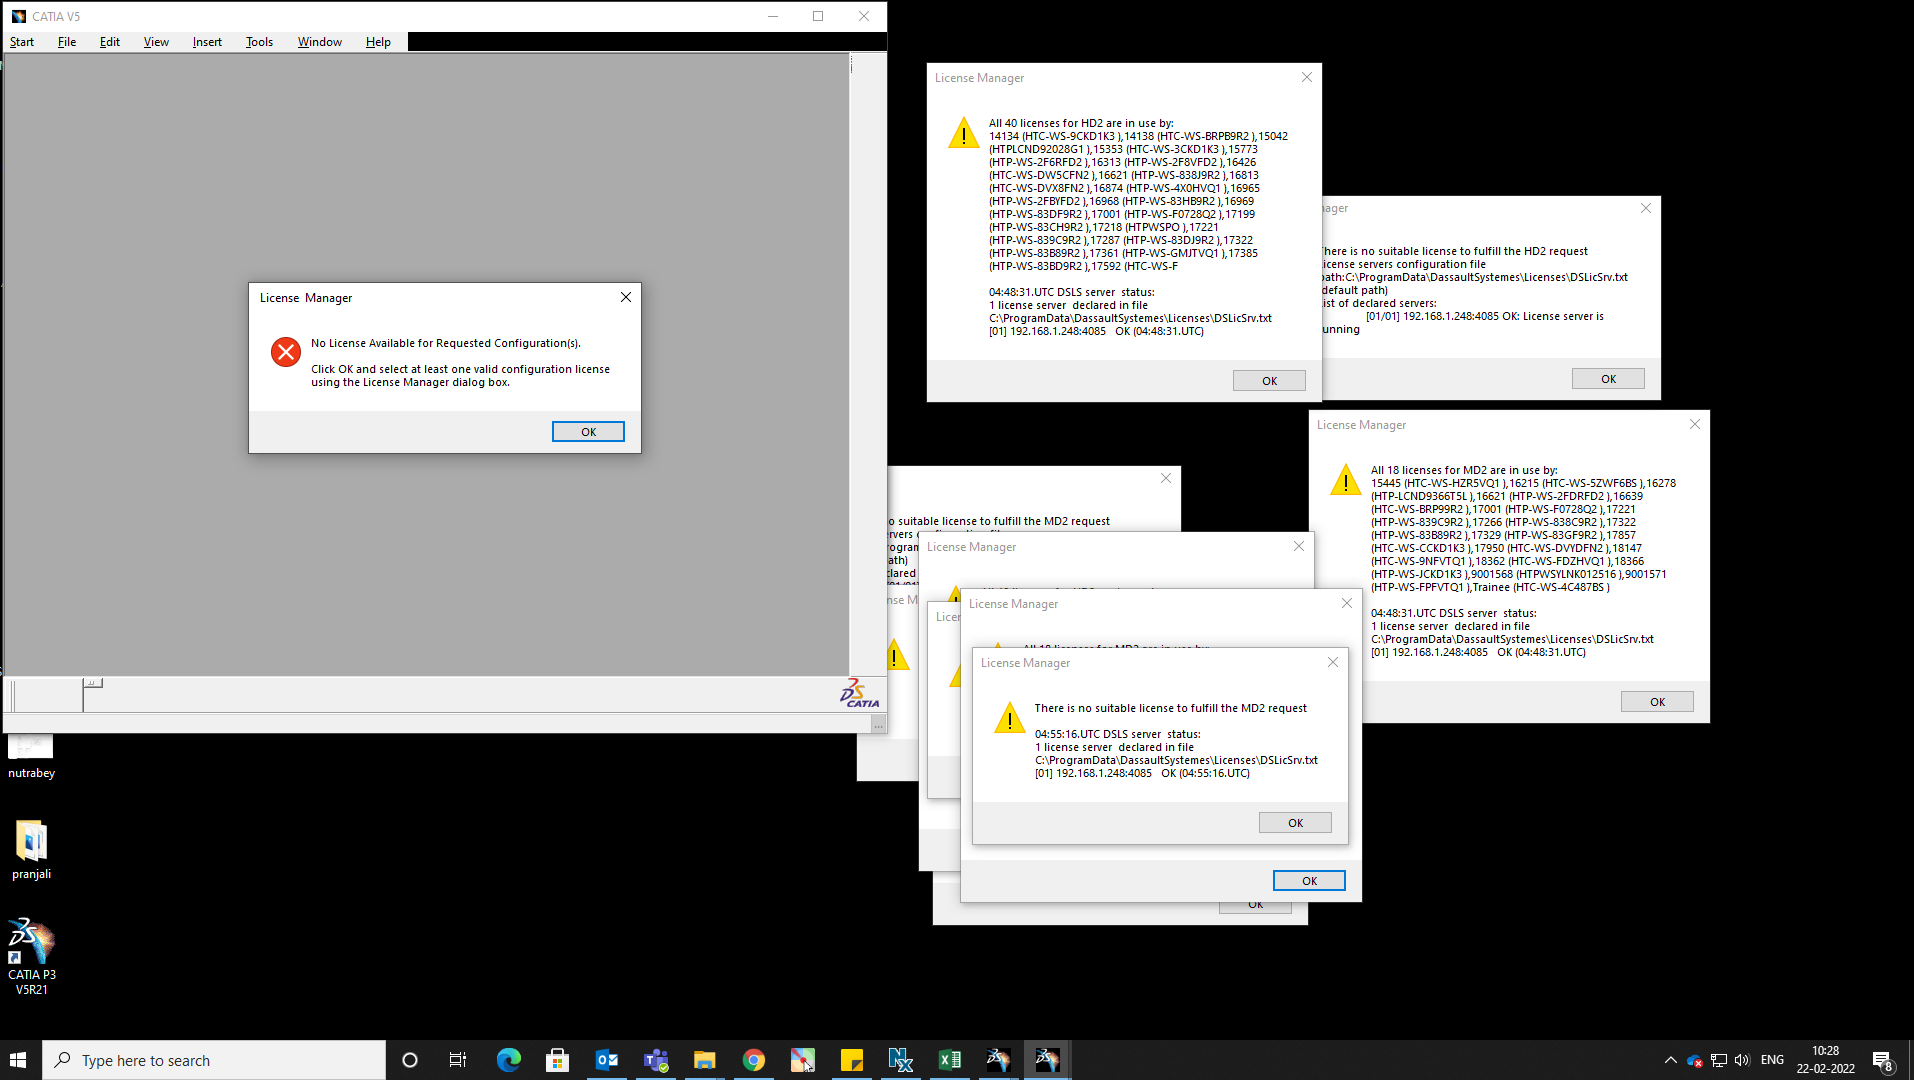 CATIA V5
Start File Edit View Insert Tools Window Help
License Manager
No License Available for Requested Configuration(s).
Click OK and select at least one valid configuration license
using the License Manager dialog box.
OK
License Manager
All 40 licenses for HD2 are in use by:
14134 (HTC-WS-9CKD1K3 ),14138 (HTC-WS-BRPB9R2 ),15042
(HTPLCND92028G1 ),15353 (HTC-WS-3CKD1K3 ),15773
(HTP-WS-2F6RFD2 ),16313 (HTP-WS-2F8VFD2 ),16426
(HTC-WS-DW5CFN2 ),16621 (HTP-WS-838J9R2 ),16813
(HTC-WS-DVX8FN2 ),16874 (HTP-WS-4X0HVQ1 ),16965
(HTP-WS-2FBYFD2 ),16968 (HTP-WS-83HB9R2 ),16969
(HTP-WS-83DF9R2 ),17001 (HTP-WS-F0728Q2 ),17199
(HTP-WS-83CH9R2 ),17218 (HTPWSPO ),17221
(HTP-WS-839C9R2 ),17287 (HTP-WS-83DJ9R2 ),17322
(HTP-WS-83B89R2 ),17361 (HTP-WS-GMJTVQ1 ),17385
(HTP-WS-83BD9R2 ),17592 (HTC-WS-F
04:48:31.UTC DSLS server status:
1 license server declared in file
C:\ProgramData\DassaultSystemes\Licenses\DSLicSrv.txt
[01] 192.168.1.248:4085 OK (04:48:31.UTC)
OK
nager
There is no suitable license to fulfill the HD2 request
icense servers configuration file
path:C:\ProgramData\DassaultSystemes\Licenses\DSLicSrv.txt
default path)
ist of declared servers:
[01/01] 192.168.1.248:4085 OK: License server is
unning
OK
License Manager
All 18 licenses for MD2 are in use by:
15445 (HTC-WS-HZR5VQ1 ),16215 (HTC-WS-5ZWF6BS ),16278
(HTP-LCND9366T5L ),16621 (HTP-WS-2FDRFD2 ),16639
(HTC-WS-BRP99R2 ),17001 (HTP-WS-F0728Q2 ),17221
(HTP-WS-839C9R2 ),17266 (HTP-WS-838C9R2 ),17322
(HTP-WS-83B89R2 ),17329 (HTP-WS-83GF9R2 ),17857
(HTC-WS-CCKD1K3 ),17950 (HTC-WS-DVYDFN2 ),18147
(HTC-WS-9NFVTQ1 ),18362 (HTC-WS-FDZHVQ1 ),18366
(HTP-WS-JCKD1K3 ),9001568 (HTPWSYLNK012516 ),9001571
(HTP-WS-FPFVTQ1 ),Trainee (HTC-WS-4C487BS )
04:48:31.UTC DSLS server status:
1 license server declared in file
C:\ProgramData\DassaultSystemes\Licenses\DSLicSrv.txt
[01] 192.168.1.248:4085 OK (04:48:31.UTC)
OK
o suitable license to fulfill the MD2 request
rogram
ath)
clared
License Manager
nse M
Licer
License Manager
All 18 licenses for MD2 are in use by:
License Manager
There is no suitable license to fulfill the MD2 request
04:55:16.UTC DSLS server status:
1 license server declared in file
C:\ProgramData\DassaultSystemes\Licenses\DSLicSrv.txt
[01] 192.168.1.248:4085 OK (04:55:16.UTC)
OK
OK
OK
CATIA
nutrabey
pranjali
CATIA P3
V5R21
Type here to search
ENG
10:28
22-02-2022
8